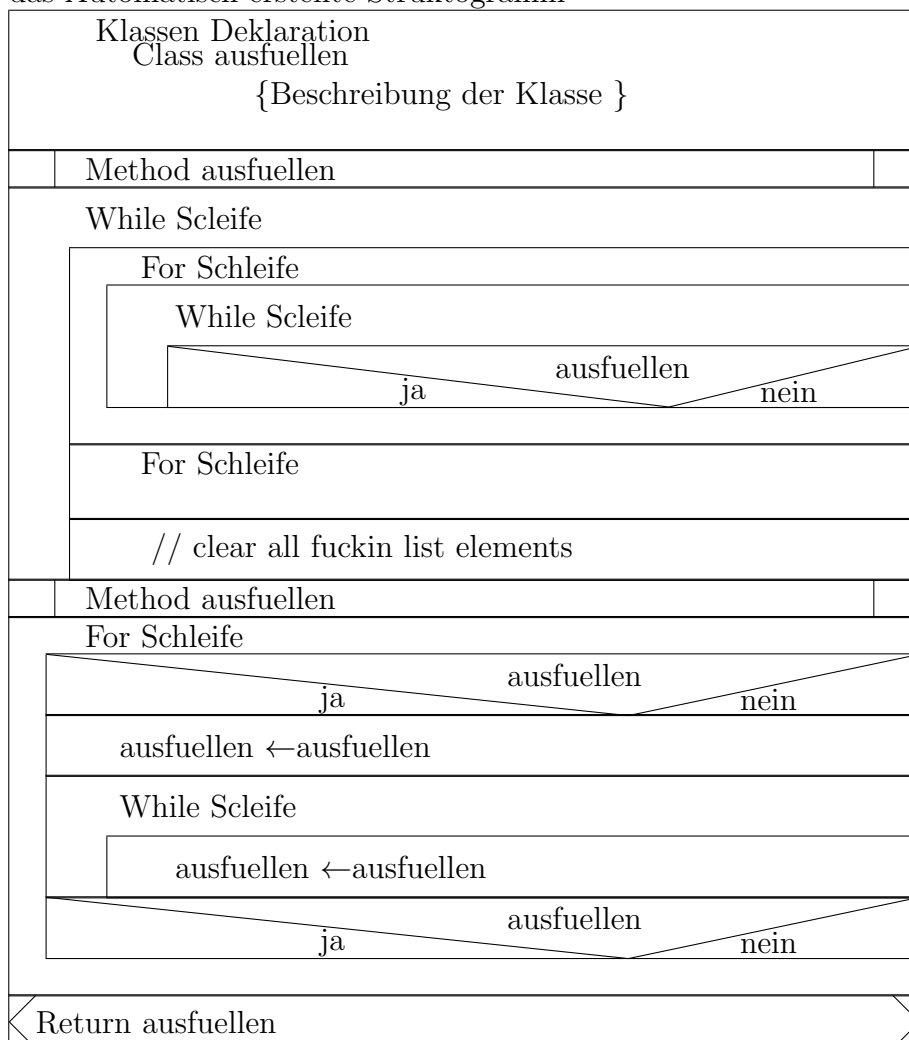 das Automatisch erstellte Struktogramm
Klassen Deklaration
Class ausfuellen
{Beschreibung der Klasse }
Method ausfuellen
While Scleife
For Schleife
While Scleife
ausfuellen
ja nein
For Schleife
// clear all fuckin list elements
Method ausfuellen
For Schleife
ausfuellen
ja nein
ausfuellen ←ausfuellen
While Scleife
ausfuellen ←ausfuellen
ausfuellen
ja nein
Return ausfuellen